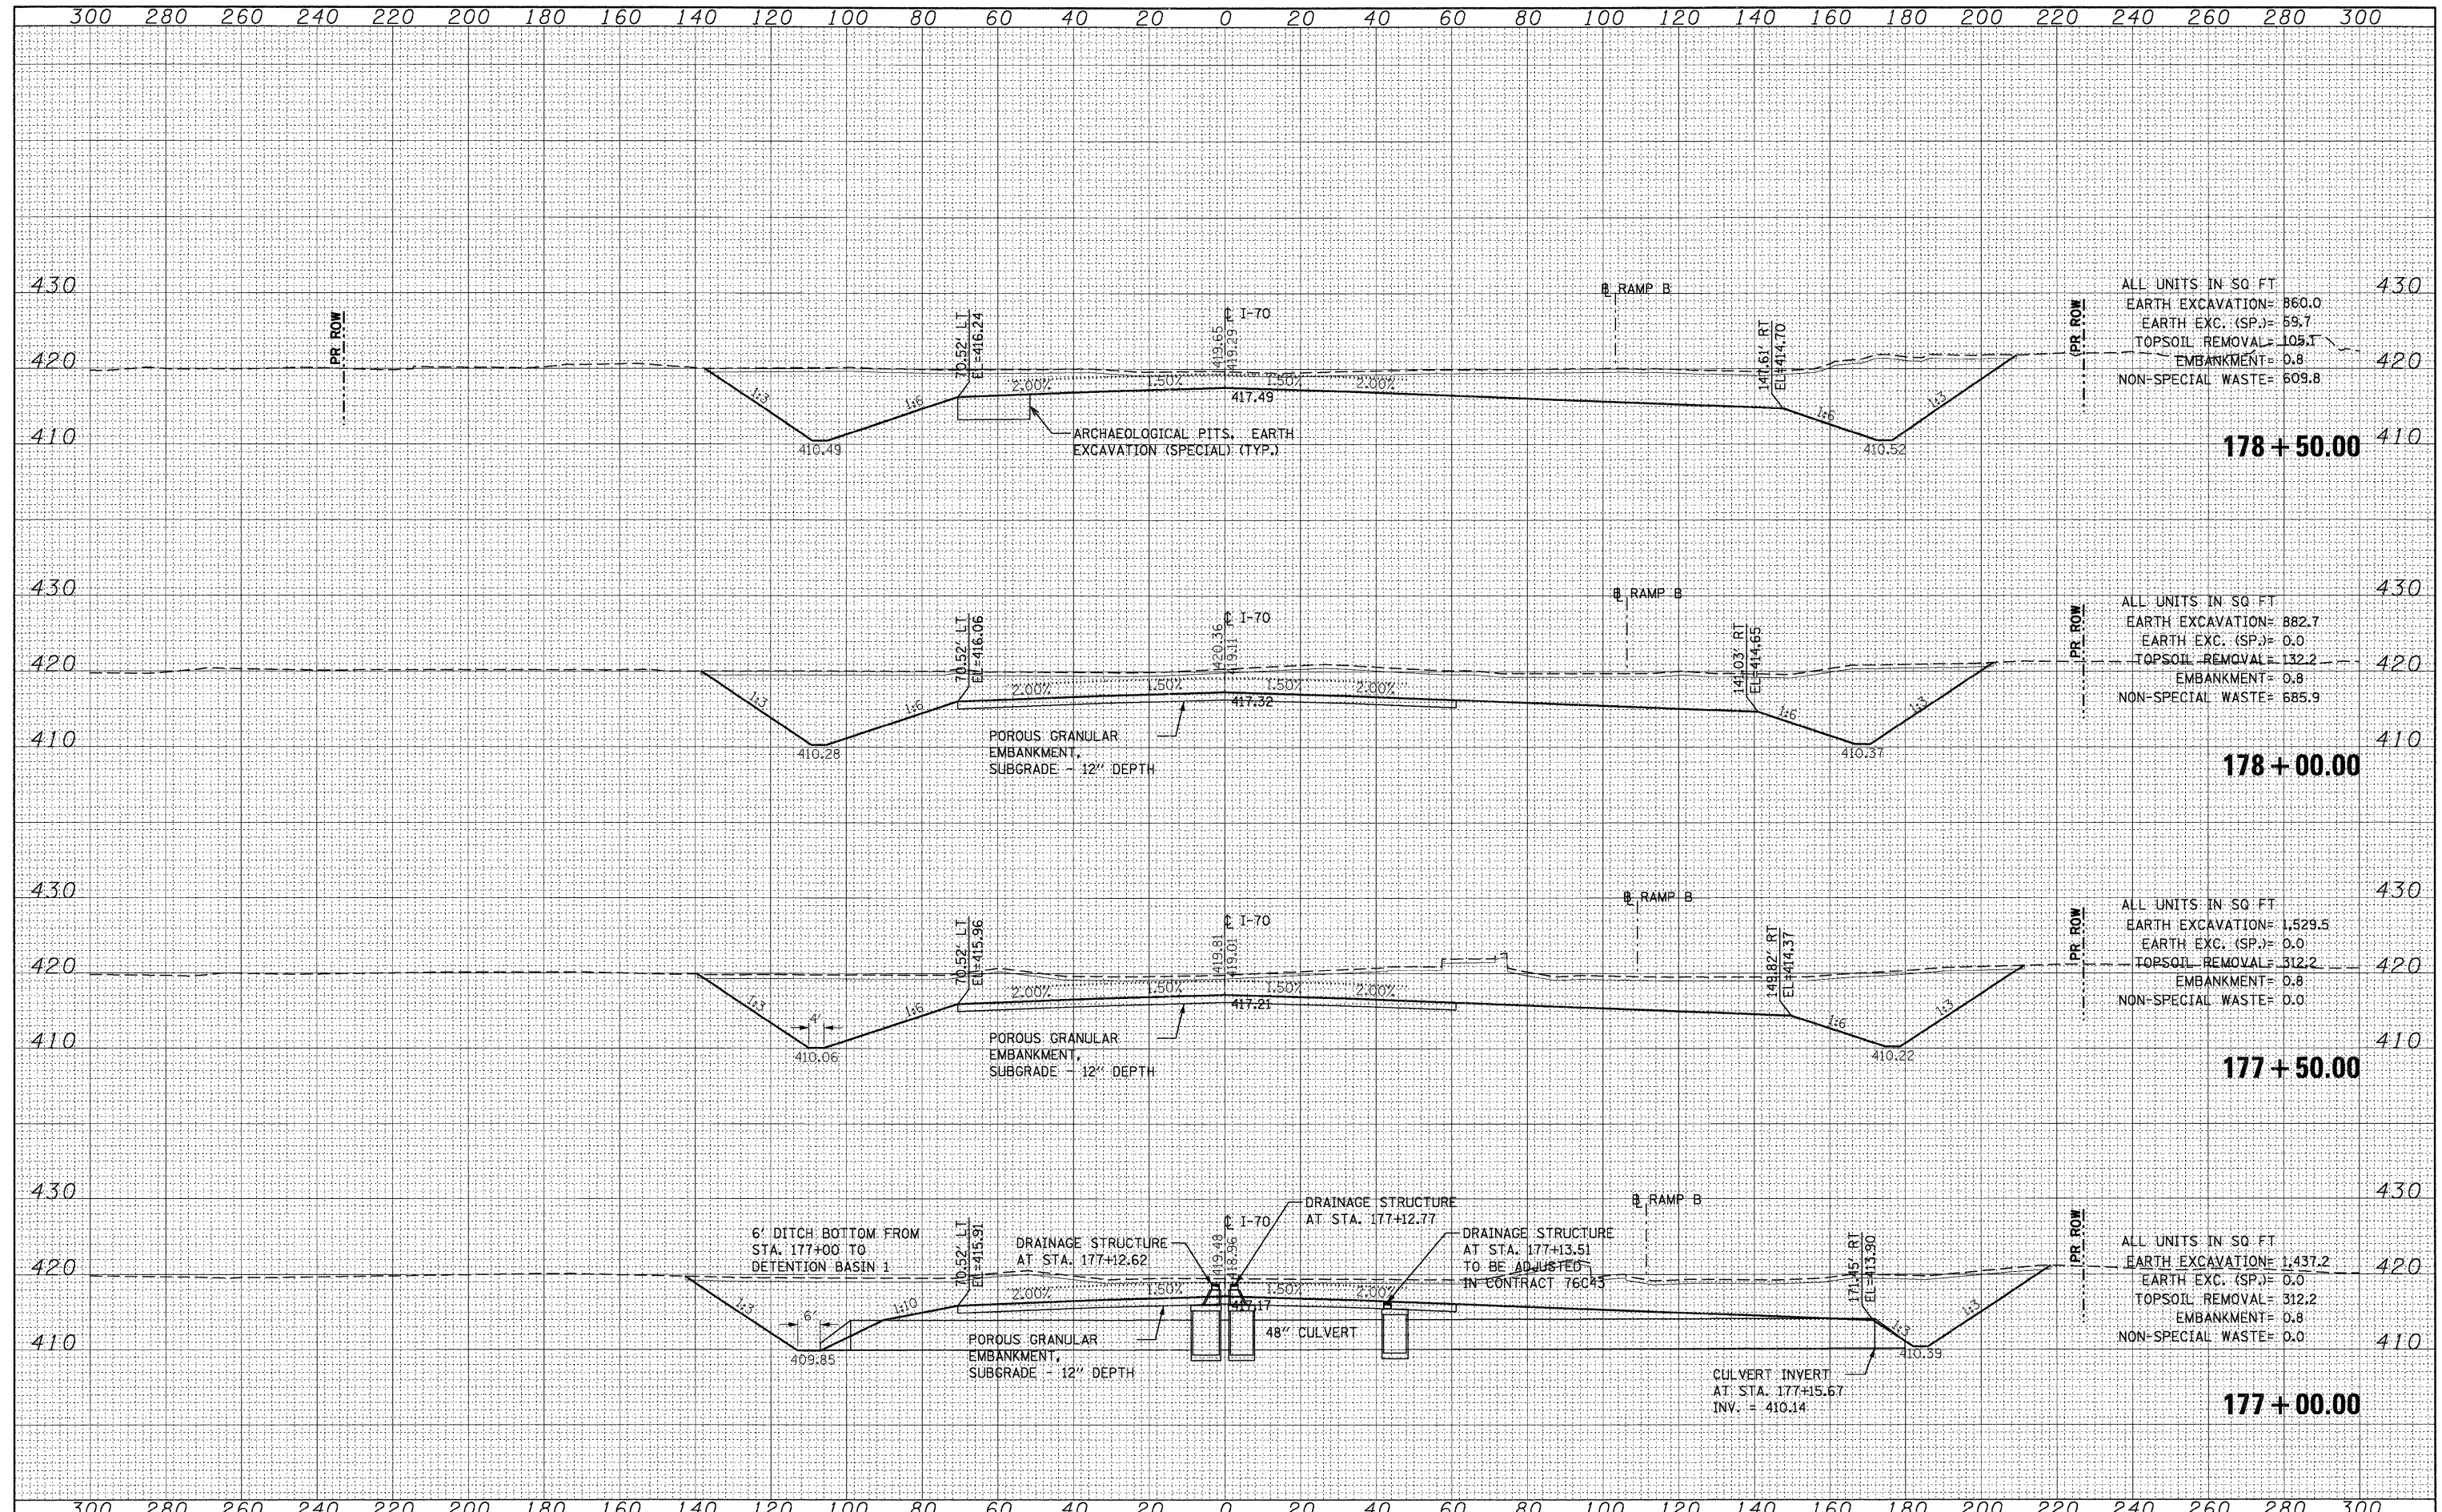 300 280 260 240 220 200 180 160 140 120 100 80 60 40 20 0 20 40 60 80 100 120 140 160 180 200 220 240 260 280 300
430
PR ROW
70.52' LT
EL=416.24
419.65
419.29
℄ I-70
℄ RAMP B
147.61' RT
EL=414.70
PR ROW
ALL UNITS IN SQ FT
EARTH EXCAVATION= 860.0
EARTH EXC. (SP.)= 59.7
TOPSOIL REMOVAL= 105.1
EMBANKMENT= 0.8
NON-SPECIAL WASTE= 609.8
430
420
420
1:3
1:6
2.00%
1.50%
1.50%
2.00%
417.49
1:6
1:3
410
410.49
ARCHAEOLOGICAL PITS. EARTH
EXCAVATION (SPECIAL) (TYP.)
410.52
410
178 + 50.00
430
70.52' LT
EL=416.06
420.36
419.11
℄ I-70
RAMP B
141.03' RT
EL=414.65
PR ROW
ALL UNITS IN SQ FT
EARTH EXCAVATION= 882.7
EARTH EXC. (SP.)= 0.0
TOPSOIL REMOVAL= 132.2
EMBANKMENT= 0.8
NON-SPECIAL WASTE= 685.9
430
420
420
1:3
1:6
2.00%
1.50%
1.50%
2.00%
417.32
1:6
1:3
410
410.28
POROUS GRANULAR
EMBANKMENT,
SUBGRADE - 12" DEPTH
410.37
410
178 + 00.00
430
70.52' LT
EL=415.96
419.81
419.01
℄ I-70
RAMP B
149.82' RT
EL=414.37
PR ROW
ALL UNITS IN SQ FT
EARTH EXCAVATION= 1,529.5
EARTH EXC. (SP.)= 0.0
TOPSOIL REMOVAL= 312.2
EMBANKMENT= 0.8
NON-SPECIAL WASTE= 0.0
430
420
420
1:3
4'
1:6
2.00%
1.50%
1.50%
2.00%
417.21
1:6
1:3
410
410.06
POROUS GRANULAR
EMBANKMENT,
SUBGRADE - 12" DEPTH
410.22
410
177 + 50.00
430
6' DITCH BOTTOM FROM
STA. 177+00 TO
DETENTION BASIN 1
70.52' LT
EL=415.91
DRAINAGE STRUCTURE
AT STA. 177+12.62
419.48
418.96
℄ I-70
DRAINAGE STRUCTURE
AT STA. 177+12.77
DRAINAGE STRUCTURE
AT STA. 177+13.51
TO BE ADJUSTED
IN CONTRACT 76C43
RAMP B
171.45' RT
EL=413.90
PR ROW
ALL UNITS IN SQ FT
EARTH EXCAVATION= 1,437.2
EARTH EXC. (SP.)= 0.0
TOPSOIL REMOVAL= 312.2
EMBANKMENT= 0.8
NON-SPECIAL WASTE= 0.0
430
420
420
1:3
6'
1:10
2.00%
1.50%
1.50%
2.00%
417.17
48" CULVERT
1:3
1:3
410
409.85
POROUS GRANULAR
EMBANKMENT,
SUBGRADE - 12" DEPTH
410.39
CULVERT INVERT
AT STA. 177+15.67
INV. = 410.14
410
177 + 00.00
300 280 260 240 220 200 180 160 140 120 100 80 60 40 20 0 20 40 60 80 100 120 140 160 180 200 220 240 260 280 300